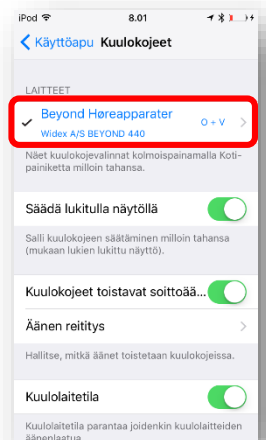 iPod 8.01
Käyttöapu Kuulokojeet
LAITTEET
Beyond Høreapparater O + V
Widex A/S BEYOND 440
Näet kuulokojevalinnat kolmoispainamalla Koti-
painiketta milloin tahansa.
Säädä lukitulla näytöllä
Salli kuulokojeen säätäminen milloin tahansa
(mukaan lukien lukittu näyttö).
Kuulokojeet toistavat soittoää...
Äänen reititys
Hallitse, mitkä äänet toistetaan kuulokojeissa.
Kuulolaitetila
Kuulolaitetila parantaa joidenkin kuulolaitteiden
äänenlaatua.